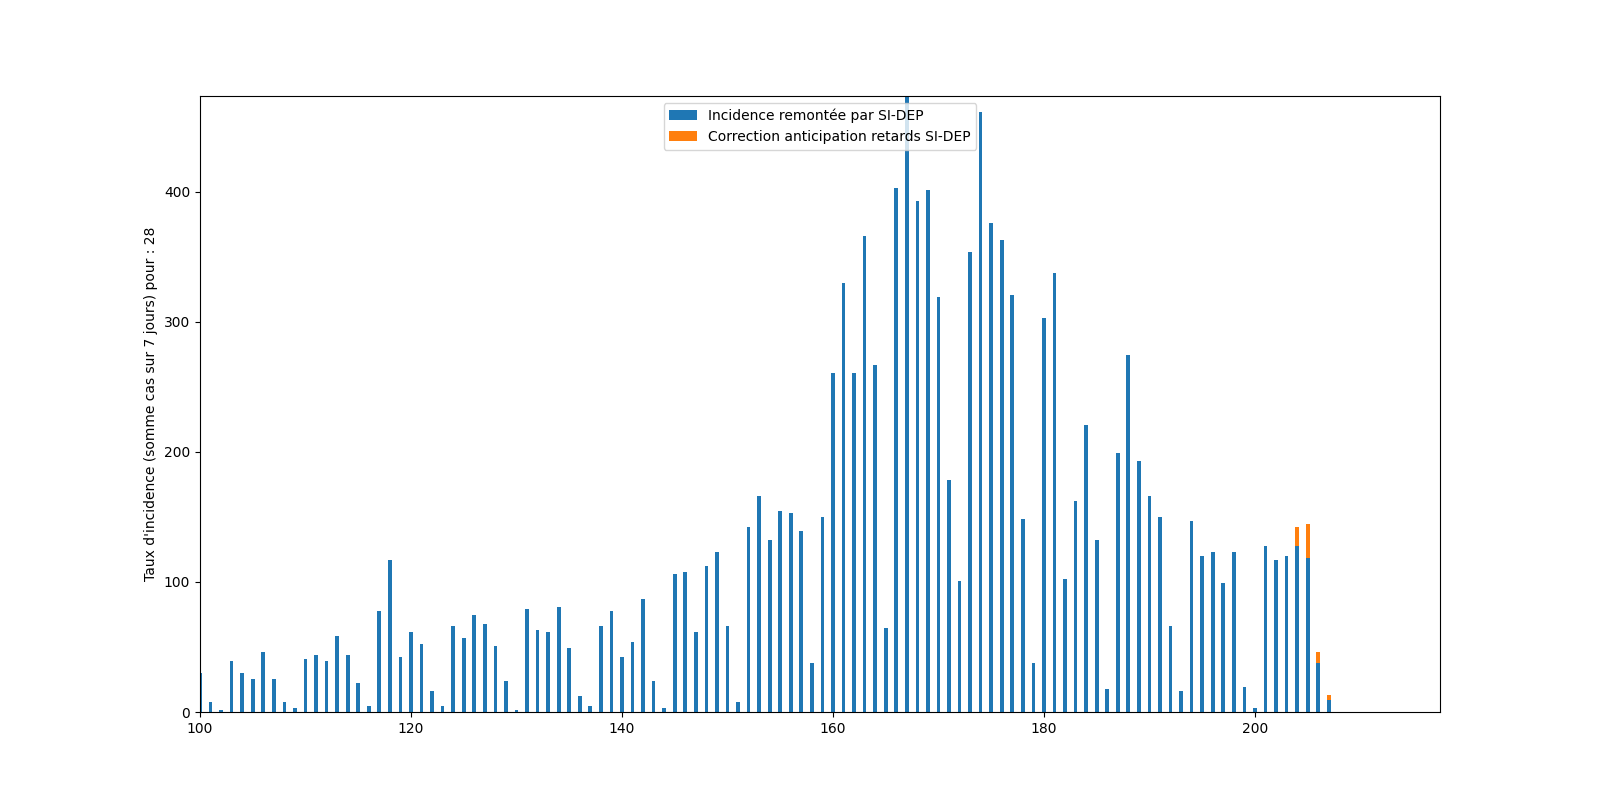 Incidence remontée par SI-DEP
Correction anticipation retards SI-DEP
Taux d'incidence (somme cas sur 7 jours) pour : 28
400
300
200
100
0
100 120 140 160 180 200